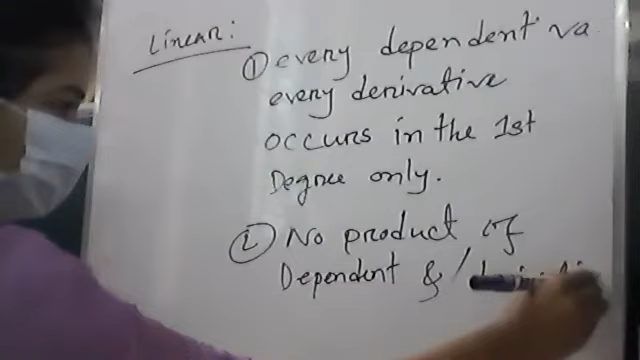 Linear:
① every dependent va
every derivative
occurs in the 1st
Degree only.
② No product of
Dependent & /